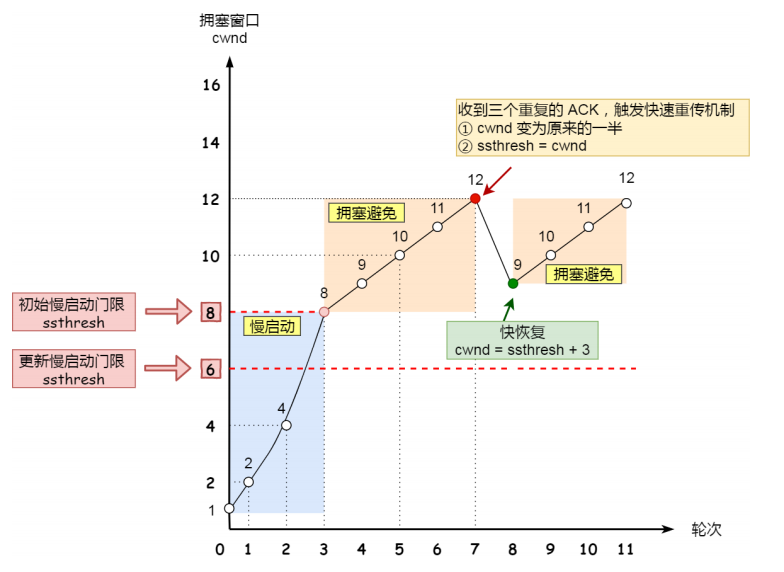 拥塞窗口
cwnd
16
收到三个重复的 ACK，触发快速重传机制
① cwnd 变为原来的一半
② ssthresh = cwnd
14
12
12
12
拥塞避免
11
11
10
10
10
9
9
拥塞避免
初始慢启动门限
ssthresh
8
8
慢启动
快恢复
cwnd = ssthresh + 3
更新慢启动门限
ssthresh
6
4
4
2
2
1
轮次
0
1
2
3
4
5
6
7
8
9
10
11